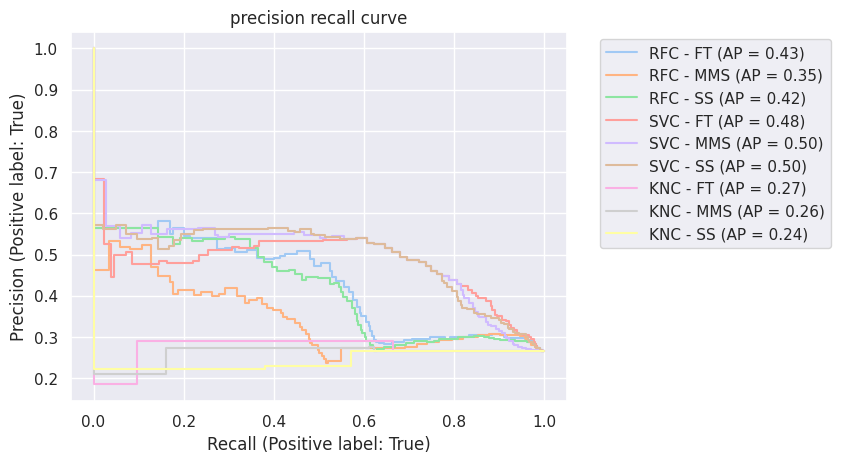 precision recall curve
Precision (Positive label: True)
1.0
0.9
0.8
0.7
0.6
0.5
0.4
0.3
0.2
0.0 0.2 0.4 0.6 0.8 1.0
Recall (Positive label: True)
RFC - FT (AP = 0.43)
RFC - MMS (AP = 0.35)
RFC - SS (AP = 0.42)
SVC - FT (AP = 0.48)
SVC - MMS (AP = 0.50)
SVC - SS (AP = 0.50)
KNC - FT (AP = 0.27)
KNC - MMS (AP = 0.26)
KNC - SS (AP = 0.24)